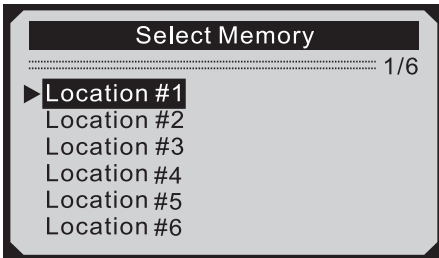 Select Memory
1/6
Location #1
Location #2
Location #3
Location #4
Location #5
Location #6